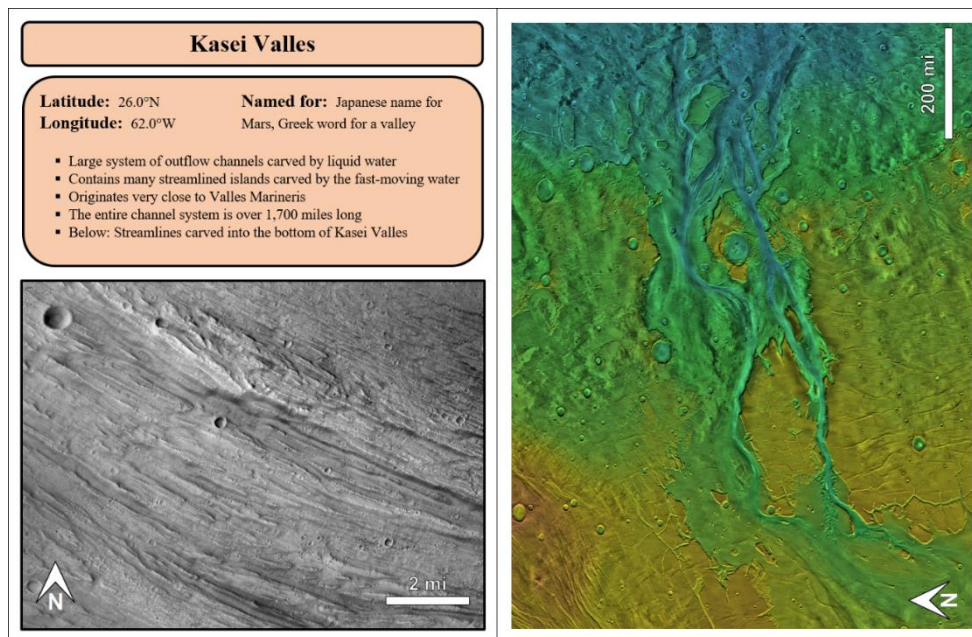 Kasei Valles
Latitude: 26.0°N
Longitude: 62.0°W
Named for: Japanese name for
Mars, Greek word for a valley
▪ Large system of outflow channels carved by liquid water
▪ Contains many streamlined islands carved by the fast-moving water
▪ Originates very close to Valles Marineris
▪ The entire channel system is over 1,700 miles long
▪ Below: Streamlines carved into the bottom of Kasei Valles
N
2 mi
200 mi
N